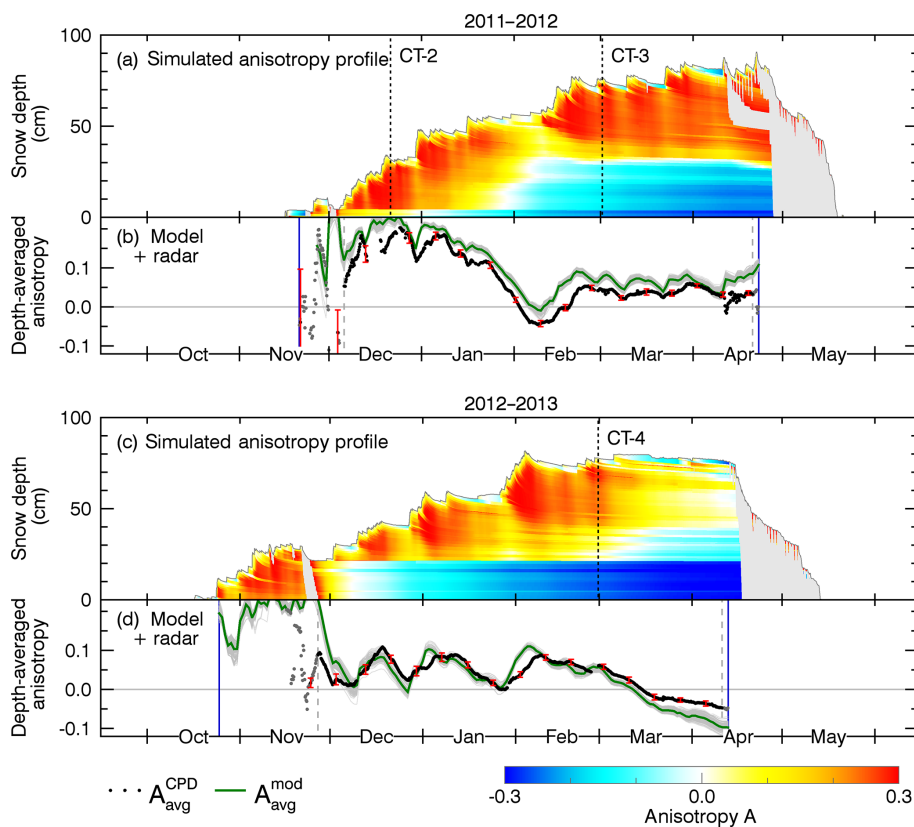 2011–2012
100
(a) Simulated anisotropy profile
CT-2
CT-3
Snow depth
(cm)
50
0
(b) Model
+ radar
Depth-averaged
anisotropy
0.1
0.0
-0.1
Oct Nov Dec Jan Feb Mar Apr May
2012–2013
100
(c) Simulated anisotropy profile
CT-4
Snow depth
(cm)
50
0
(d) Model
+ radar
Depth-averaged
anisotropy
0.1
0.0
-0.1
Oct Nov Dec Jan Feb Mar Apr May
A CPD avg
A mod avg
-0.3 0.0 0.3
Anisotropy A